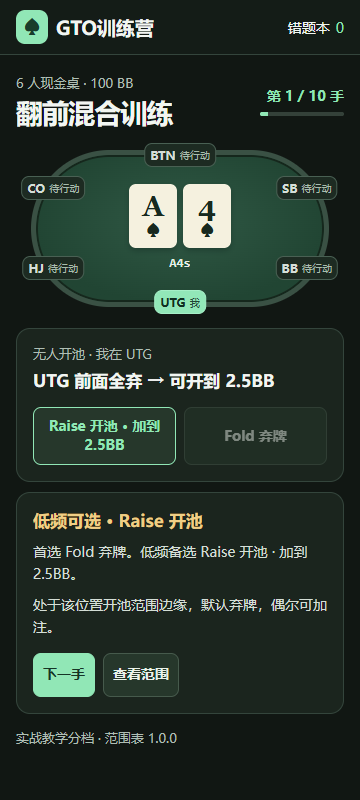 GTO训练营
错题本 0
6 人现金桌 · 100 BB
翻前混合训练
第 1 / 10 手
BTN 待行动
CO 待行动
SB 待行动
A
4
A4s
HJ 待行动
BB 待行动
UTG 我
无人开池 · 我在 UTG
UTG 前面全弃 → 可开到 2.5BB
Raise 开池 · 加到
2.5BB
Fold 弃牌
低频可选 · Raise 开池
首选 Fold 弃牌。低频备选 Raise 开池 · 加到
2.5BB。
处于该位置开池范围边缘，默认弃牌，偶尔可加
注。
下一手
查看范围
实战教学分档 · 范围表 1.0.0